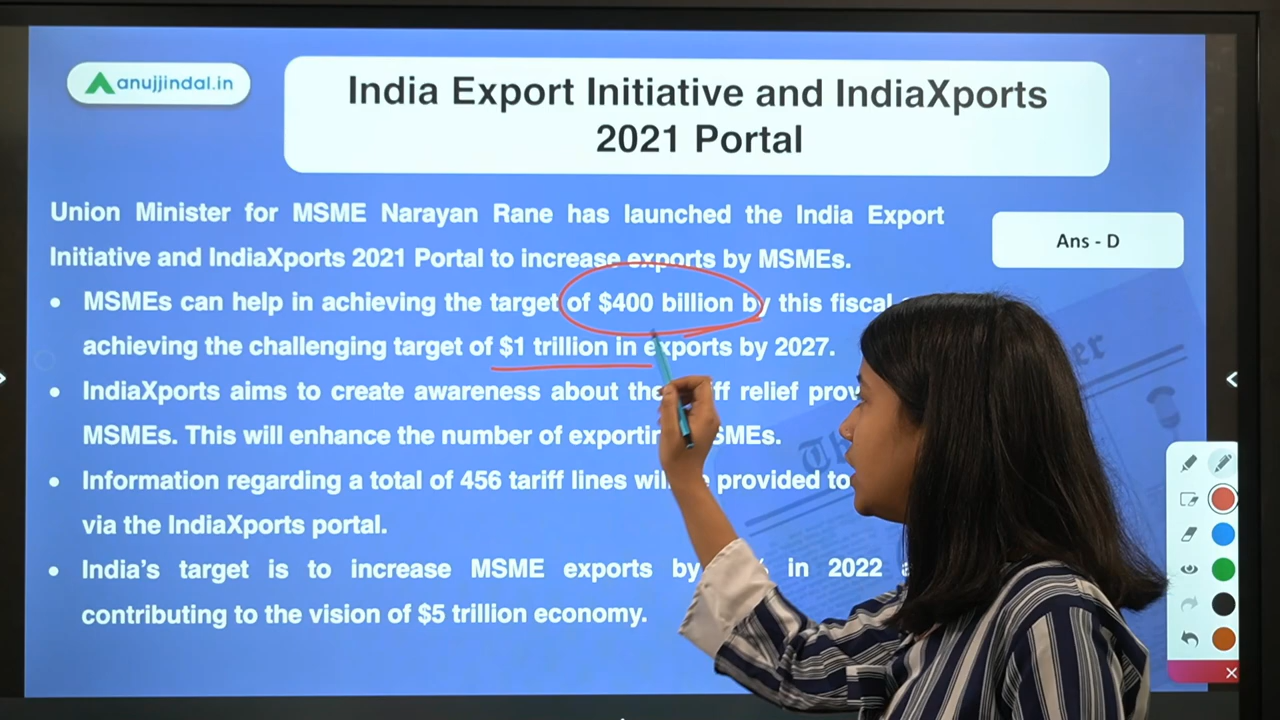 anujjindal.in
India Export Initiative and IndiaXports
2021 Portal
Union Minister for MSME Narayan Rane has launched the India Export
Initiative and IndiaXports 2021 Portal to increase exports by MSMEs.
Ans - D
• MSMEs can help in achieving the target of $400 billion by this fiscal
achieving the challenging target of $1 trillion in exports by 2027.
• IndiaXports aims to create awareness about the relief
MSMEs. This will enhance the number of
• Information regarding a total of 456 tariff lines provided to
via the IndiaXports portal.
• India's target is to increase MSME exports by in 2022
contributing to the vision of $5 trillion economy.